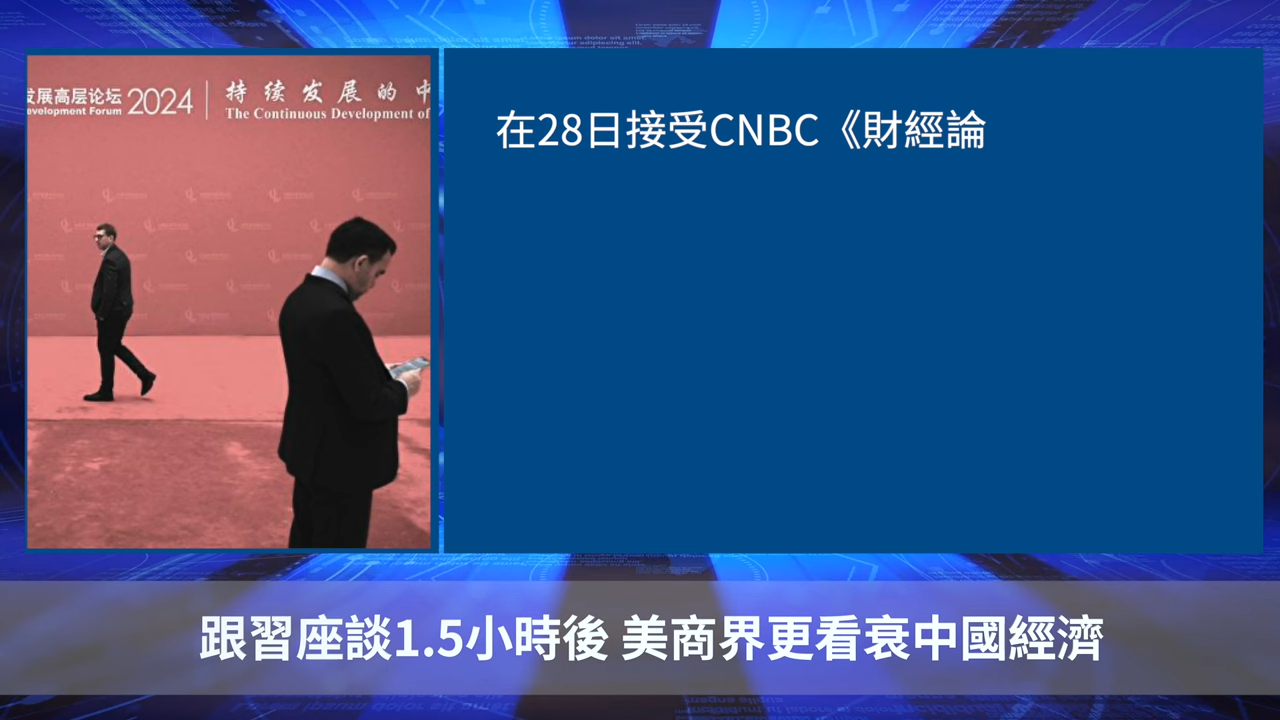 发展高层论坛 2024
evelopment Forum
持续发展的中
The Continuous Development of
在28日接受CNBC《財經論
跟習座談1.5小時後 美商界更看衰中國經濟